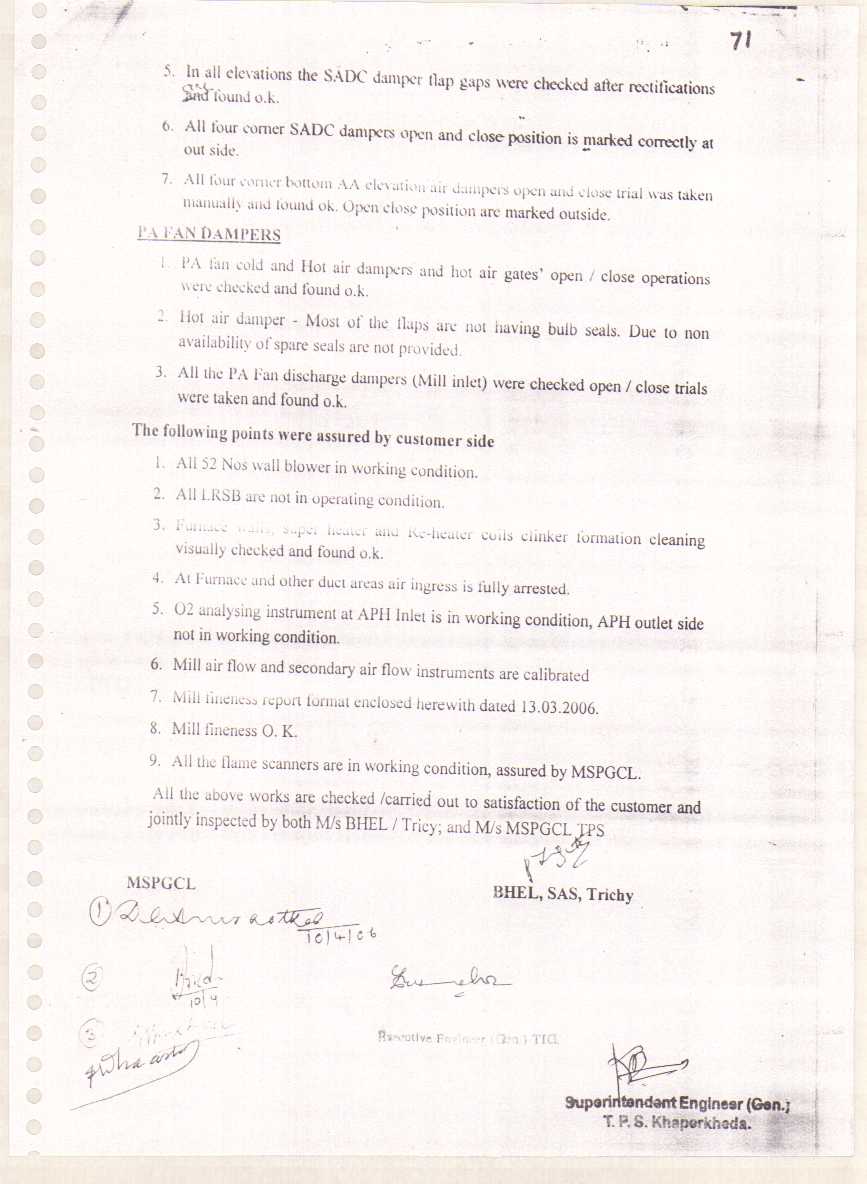 71
5. In all elevations the SADC damper flap gaps were checked after rectifications
and found o.k.
6. All four corner SADC dampers open and close position is marked correctly at
out side.
7. All four corner bottom AA elevation air dampers open and close trial was taken
manually and found ok. Open close position are marked outside.
PA FAN DAMPERS
1. PA fan cold and Hot air dampers and hot air gates' open / close operations
were checked and found o.k.
2. Hot air damper - Most of the flaps are not having bulb seals. Due to non
availability of spare seals are not provided.
3. All the PA Fan discharge dampers (Mill inlet) were checked open / close trials
were taken and found o.k.
The following points were assured by customer side
1. All 52 Nos wall blower in working condition.
2. All LRSB are not in operating condition.
3. Furnace walls, super heater and Re-heater coils clinker formation cleaning
visually checked and found o.k.
4. At Furnace and other duct areas air ingress is fully arrested.
5. O2 analysing instrument at APH Inlet is in working condition, APH outlet side
not in working condition.
6. Mill air flow and secondary air flow instruments are calibrated
7. Mill fineness report format enclosed herewith dated 13.03.2006.
8. Mill fineness O. K.
9. All the flame scanners are in working condition, assured by MSPGCL.
All the above works are checked /carried out to satisfaction of the customer and
jointly inspected by both M/s BHEL / Tricy; and M/s MSPGCL TPS
MSPGCL
BHEL, SAS, Trichy
1
10/4/06
2
10/4
3
Executive Engineer (Gen.) TIC.
Superintendent Engineer (Gen.)
T. P. S. Khaperkheda.